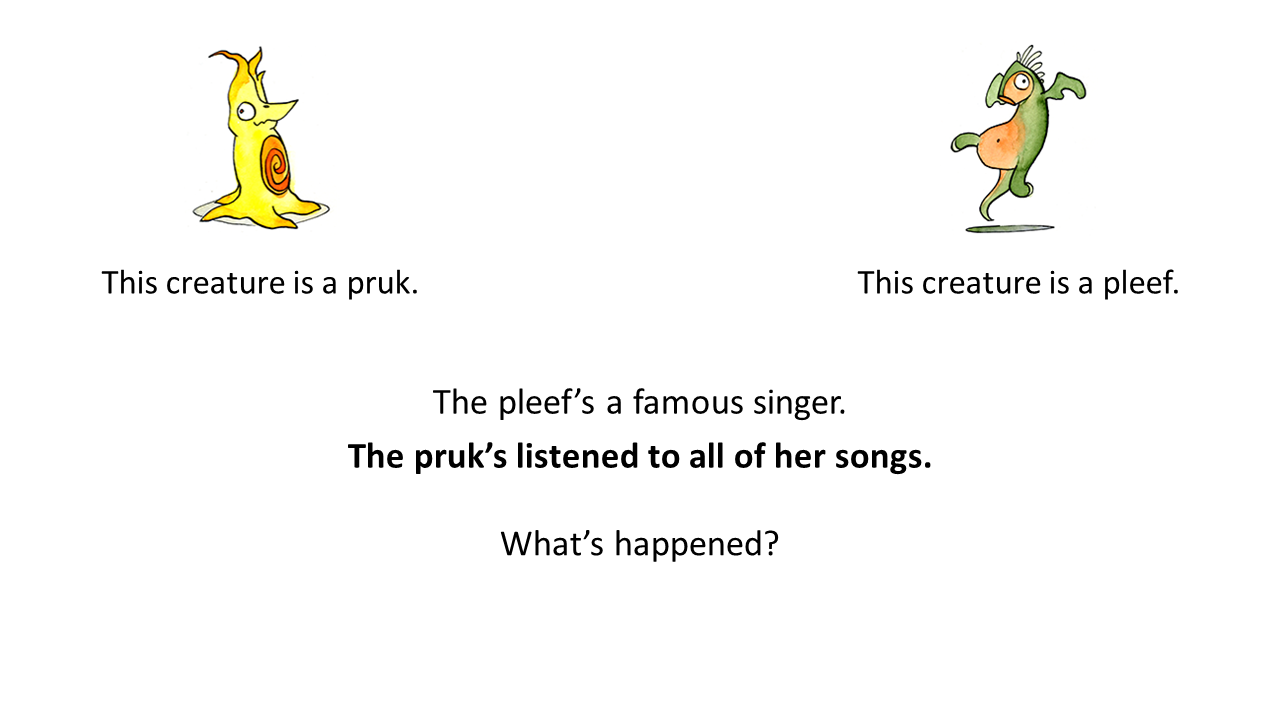 This creature is a pruk.
This creature is a pleef.
The pleef’s a famous singer.
The pruk’s listened to all of her songs.
What’s happened?